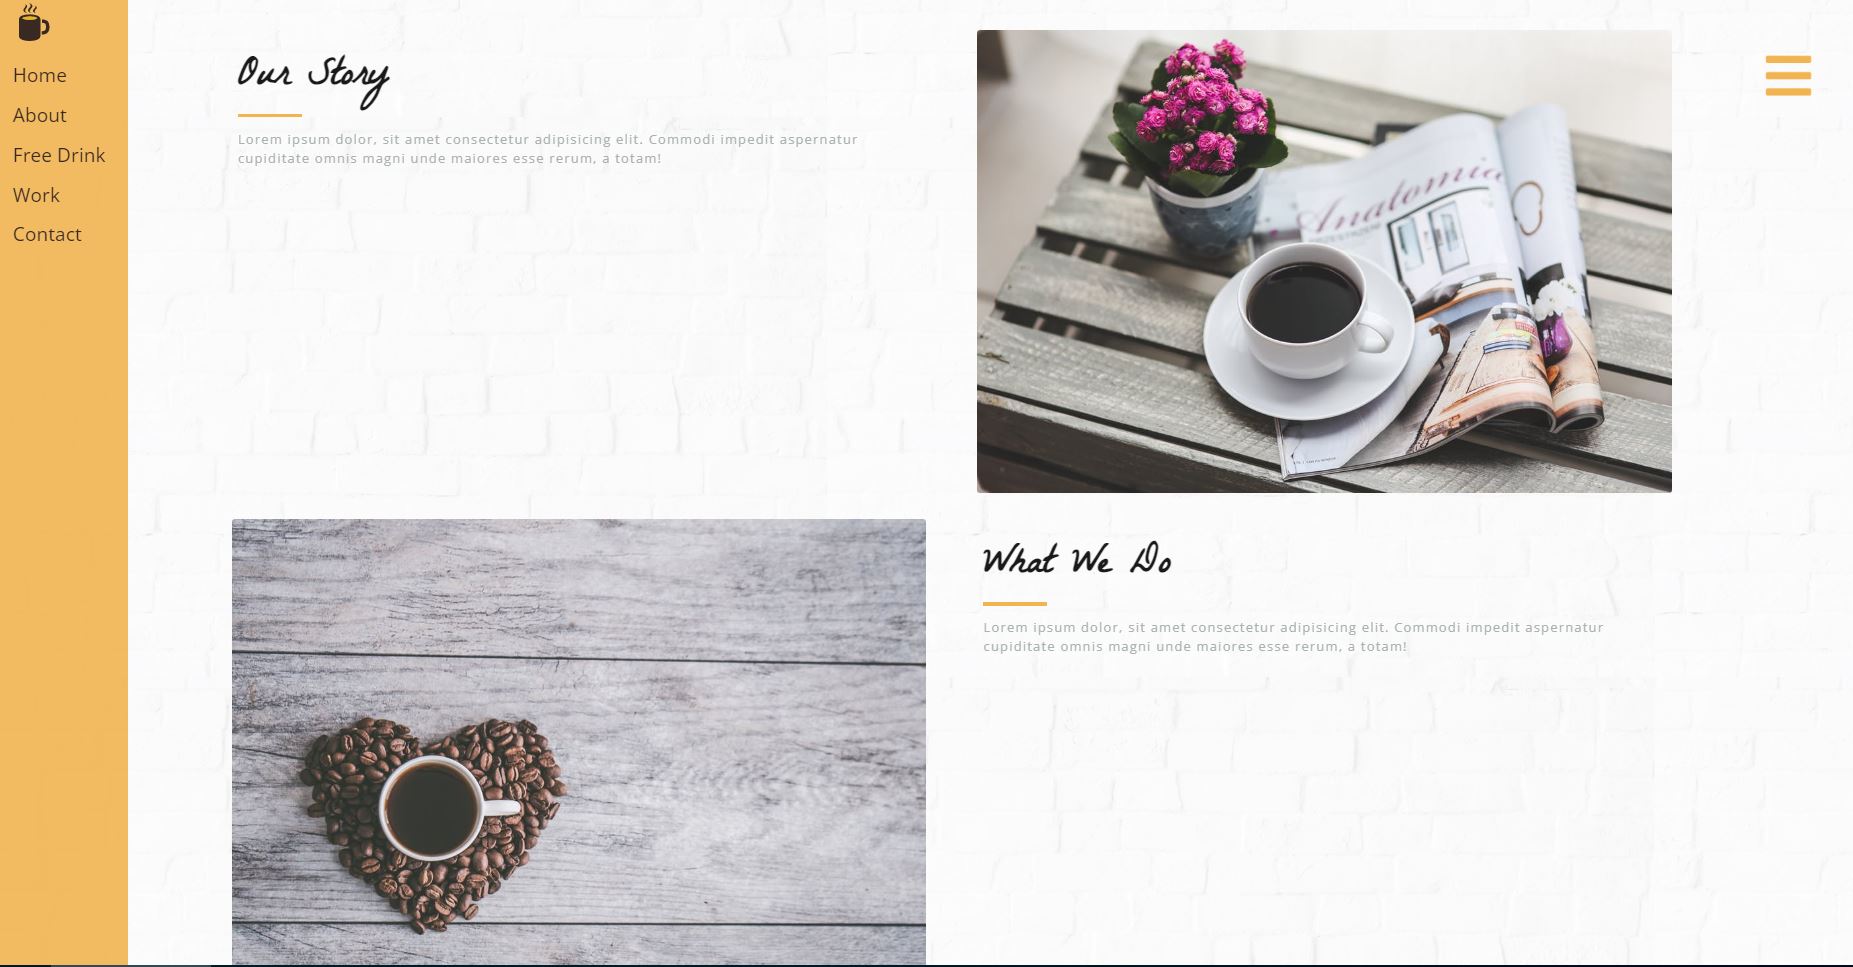 Home
About
Free Drink
Work
Contact
Our Story
Lorem ipsum dolor, sit amet consectetur adipisicing elit. Commodi impedit aspernatur
cupiditate omnis magni unde maiores esse rerum, a totam!
Anatomia
What We Do
Lorem ipsum dolor, sit amet consectetur adipisicing elit. Commodi impedit aspernatur
cupiditate omnis magni unde maiores esse rerum, a totam!